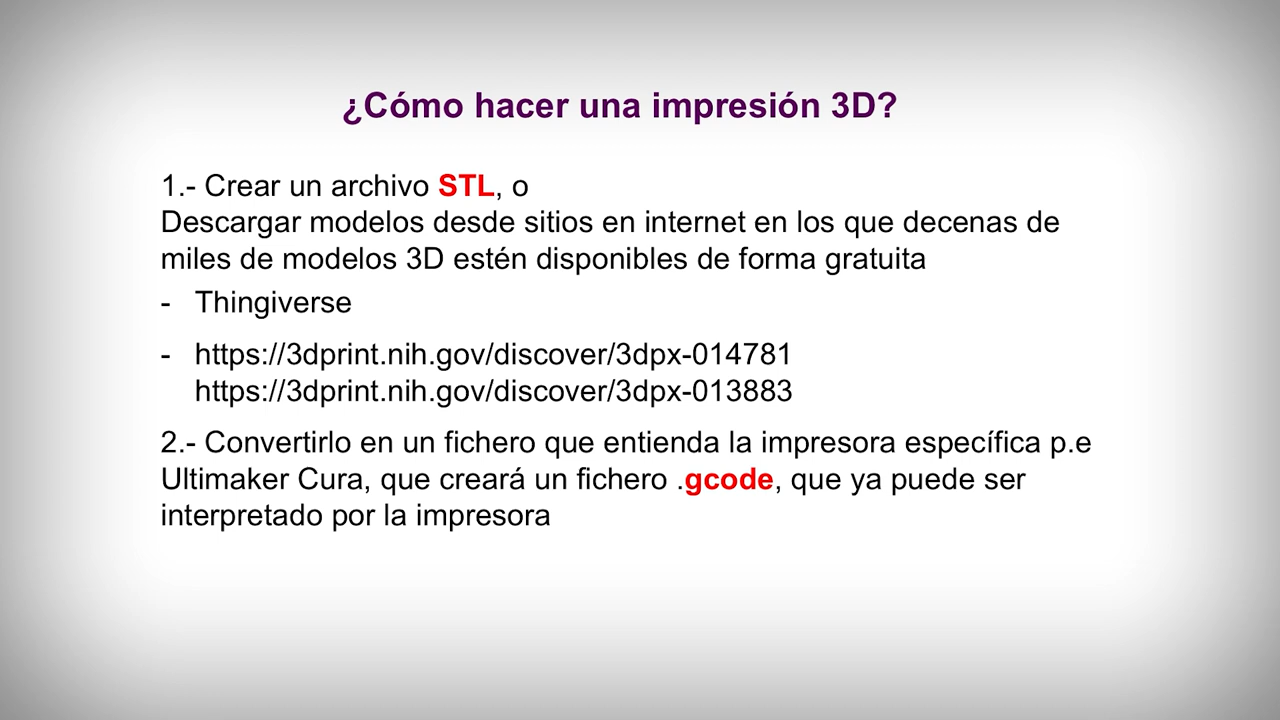 ¿Cómo hacer una impresión 3D?
1.- Crear un archivo STL, o
Descargar modelos desde sitios en internet en los que decenas de
miles de modelos 3D estén disponibles de forma gratuita
- Thingiverse
- https://3dprint.nih.gov/discover/3dpx-014781
https://3dprint.nih.gov/discover/3dpx-013883
2.- Convertirlo en un fichero que entienda la impresora específica p.e
Ultimaker Cura, que creará un fichero .gcode, que ya puede ser
interpretado por la impresora